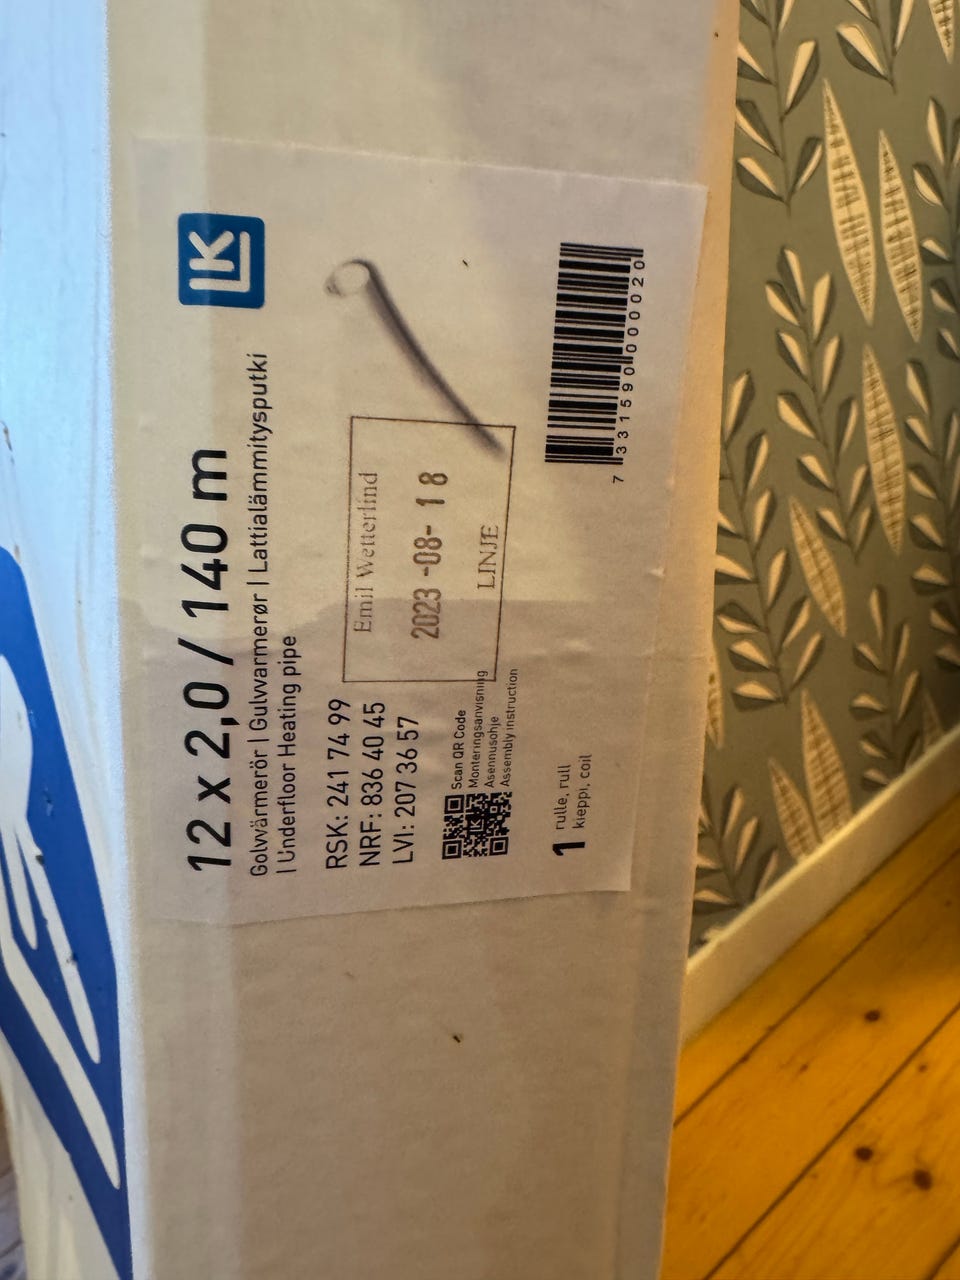 LK
12 x 2,0 / 140 m
Golvvärmerör | Gulvvarmerør | Lattialämmitysputki
| Underfloor Heating pipe
RSK: 241 74 99
NRF: 836 40 45
LVI: 207 36 57
Emil Wetterlind
2023 -08- 18
LINJE
Scan QR Code
Monteringsanvisning
Asennusohje
Assembly instruction
1 rulle, rull
kieppi, coil
7 331590 000020